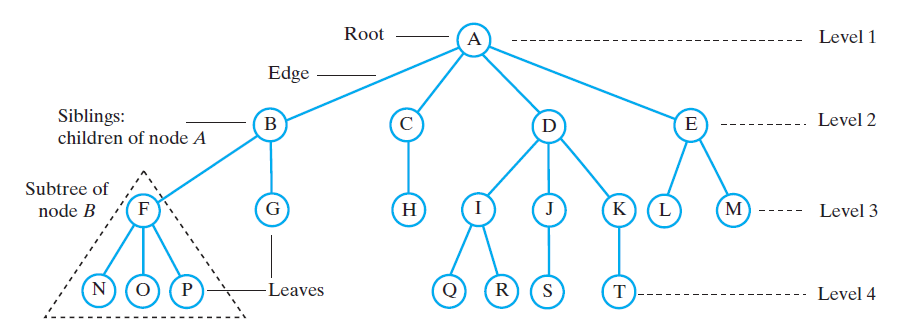 Root
A
Level 1
Edge
Siblings:
children of node A
B
C
D
E
Level 2
Subtree of
node B
F
G
H
I
J
K
L
M
Level 3
N
O
P
Leaves
Q
R
S
T
Level 4